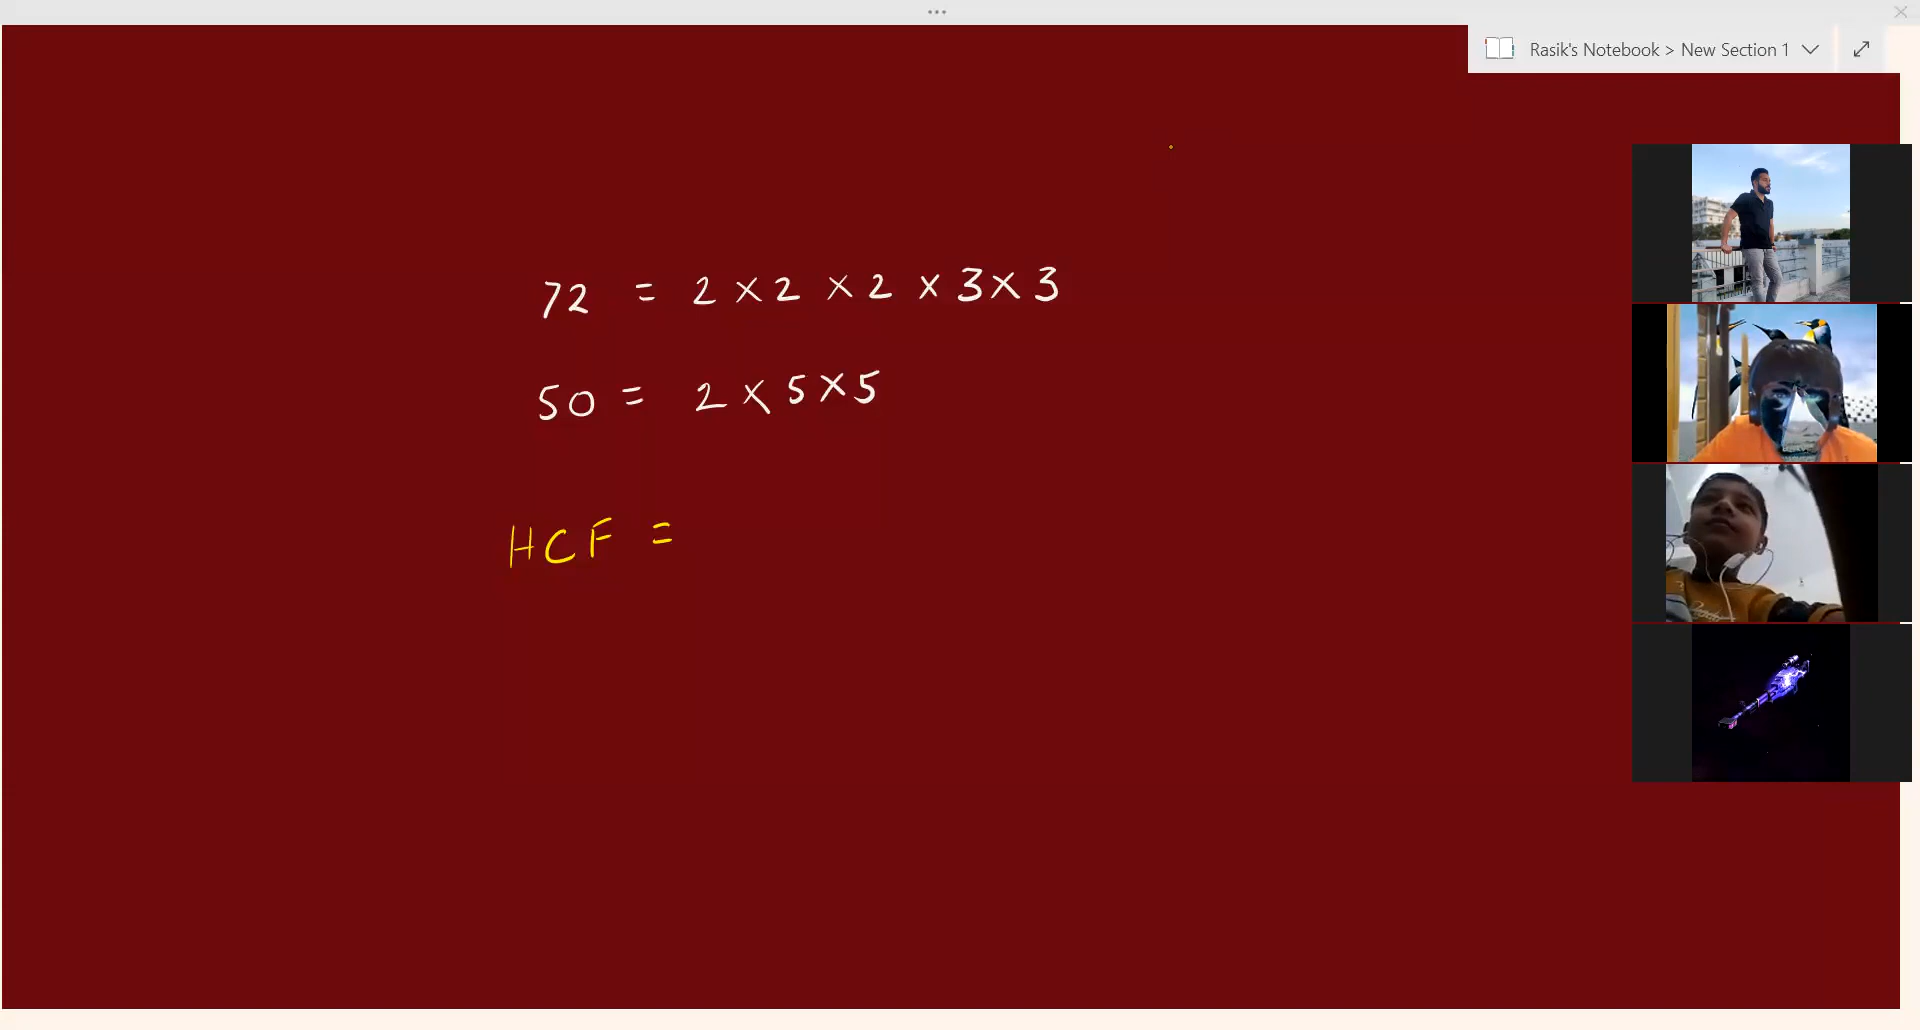 Rasik's Notebook > New Section 1
72 = 2 × 2 × 2 × 3 × 3
50 = 2 × 5 × 5
HCF =